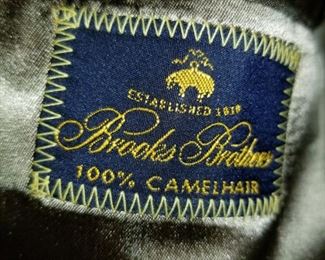 ESTABLISHED 1818
Brooks Brothers
100% CAMELHAIR